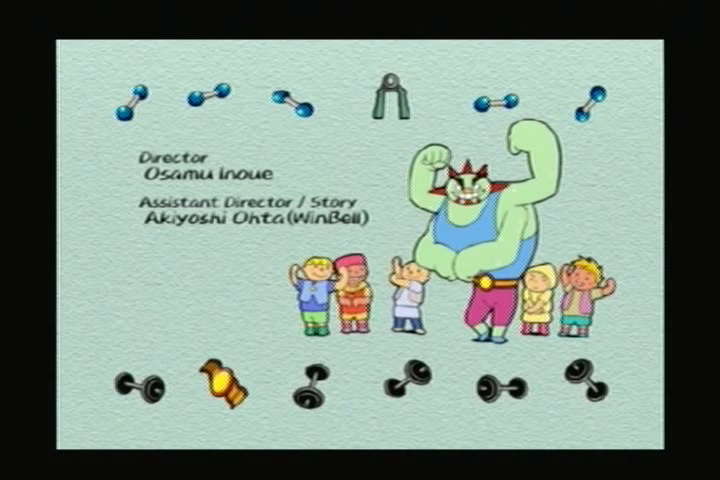 Director
Osamu Inoue
Assistant Director / Story
Akiyoshi Ohta(WinBell)